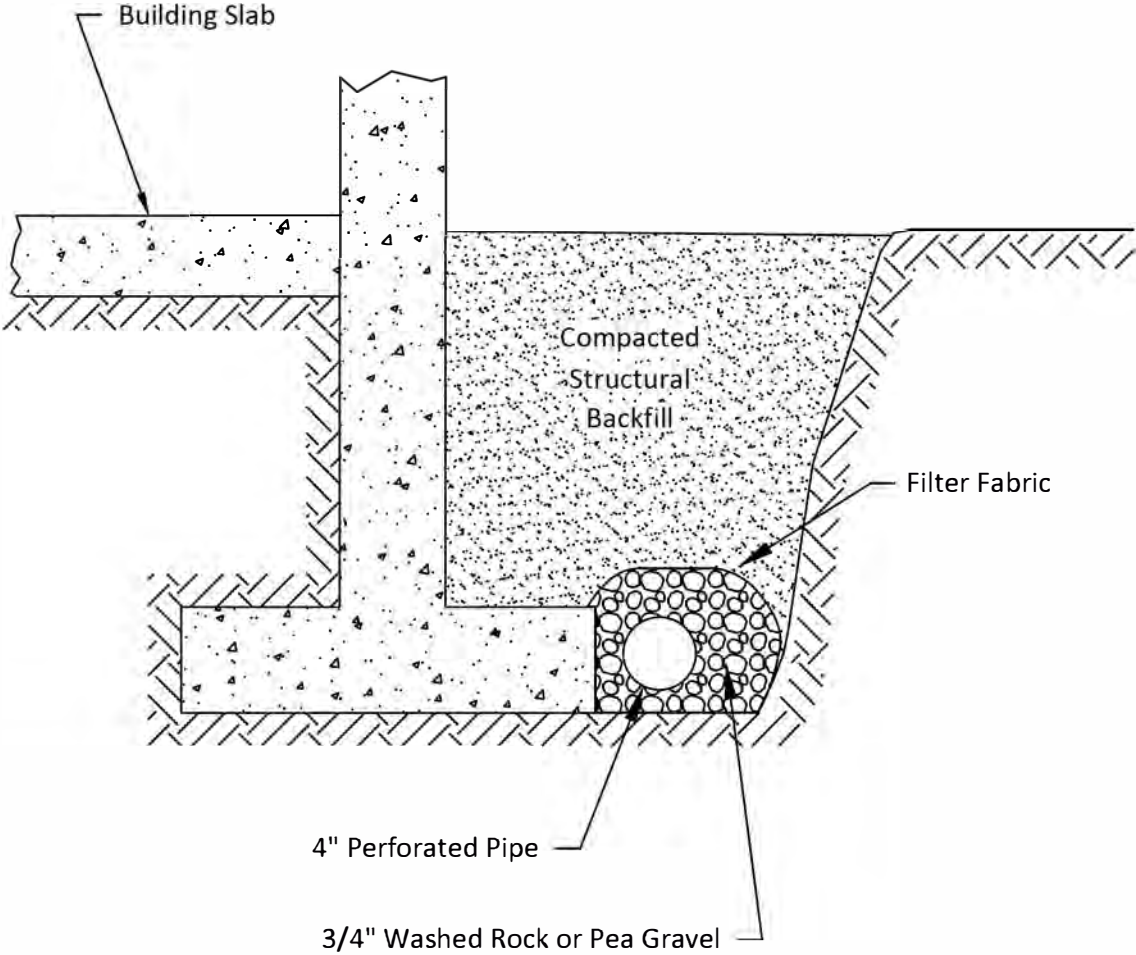 Building Slab
Compacted
Structural
Backfill
Filter Fabric
4" Perforated Pipe
3/4" Washed Rock or Pea Gravel